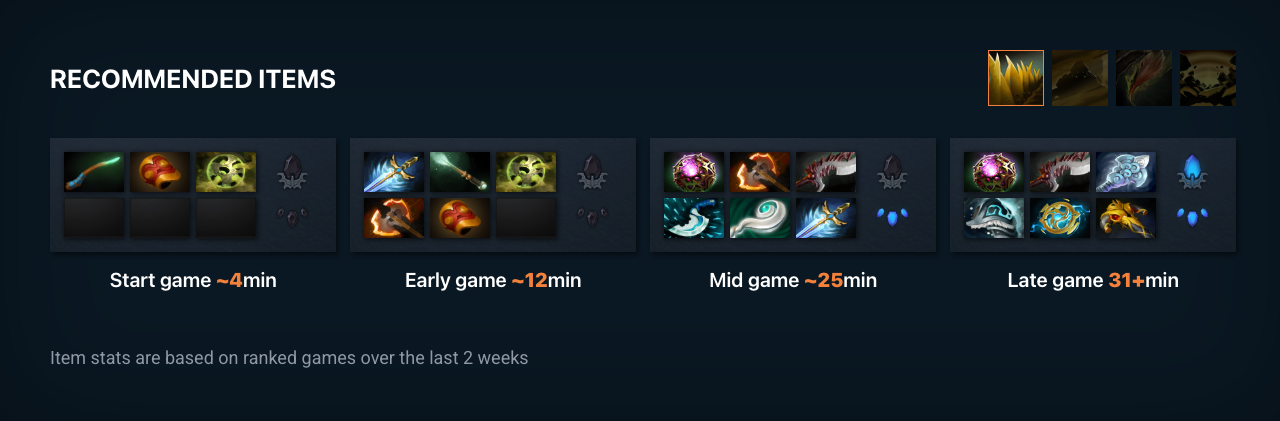 RECOMMENDED ITEMS
Start game ~4min
Early game ~12min
Mid game ~25min
Late game 31+min
Item stats are based on ranked games over the last 2 weeks